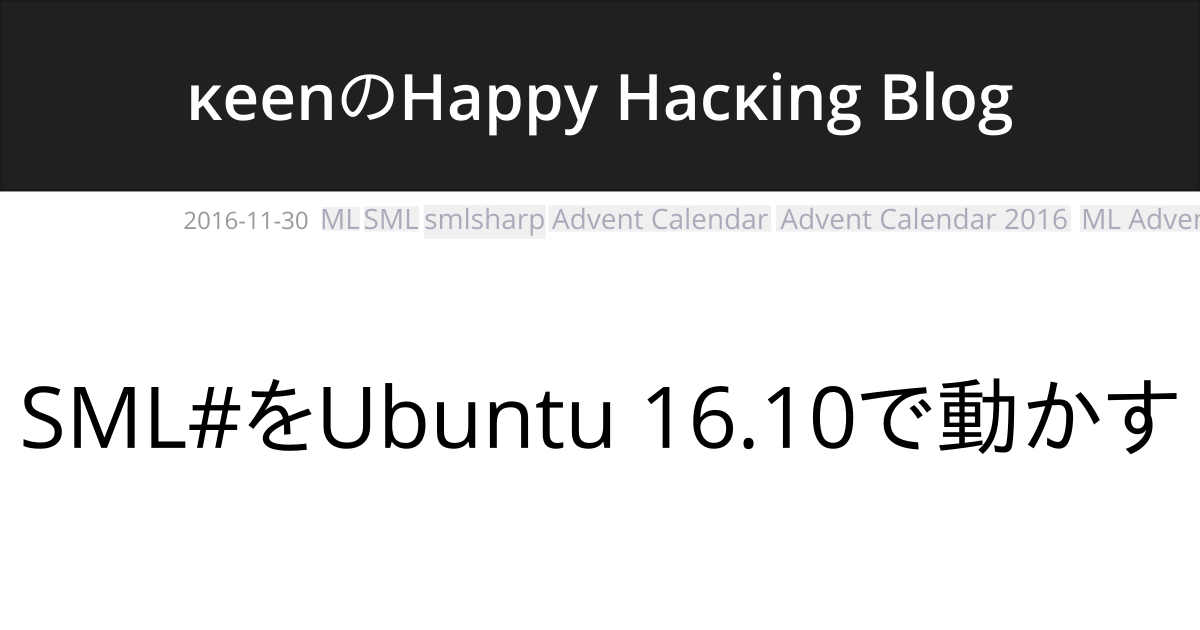 κeenのHappy Hacκing Blog
2016-11-30 ML SML smlsharp Advent Calendar Advent Calendar 2016 ML Adver
SML#をUbuntu 16.10で動かす